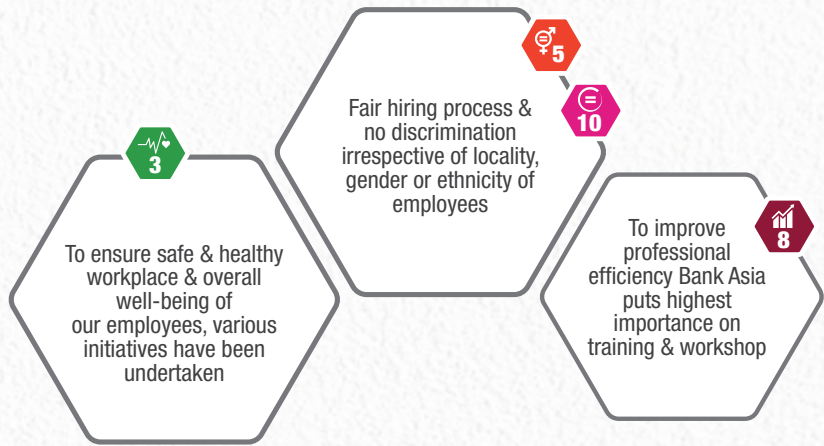 3
To ensure safe & healthy
workplace & overall
well-being of
our employees, various
initiatives have been
undertaken
5
10
Fair hiring process &
no discrimination
irrespective of locality,
gender or ethnicity of
employees
8
To improve
professional
efficiency Bank Asia
puts highest
importance on
training & workshop